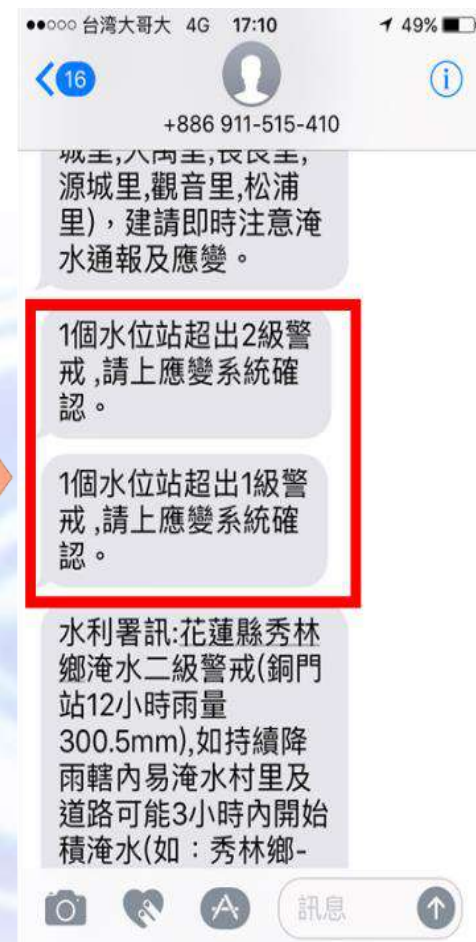 台湾大哥大 4G 17:10 49%
16
+886 911-515-410
源城里,觀音里,松浦
里)，建請即時注意淹
水通報及應變。
1個水位站超出2級警
戒 ,請上應變系統確
認。
1個水位站超出1級警
戒 ,請上應變系統確
認。
水利署訊:花蓮縣秀林
鄉淹水二級警戒(銅門
站12小時雨量
300.5mm),如持續降
雨轄內易淹水村里及
道路可能3小時內開始
積淹水(如：秀林鄉-
訊息